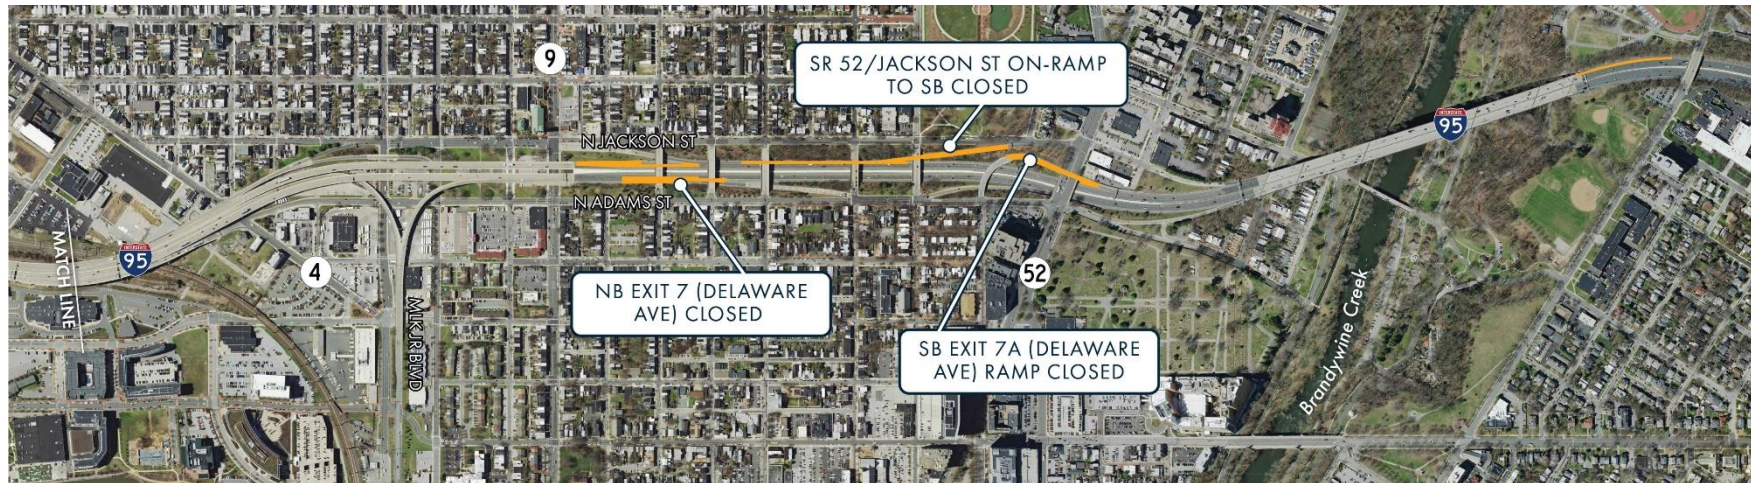 9
SR 52/JACKSON ST ON-RAMP
TO SB CLOSED
INTERSTATE
95
N JACKSON ST
N ADAMS ST
MATCH LINE
INTERSTATE
95
4
52
NB EXIT 7 (DELAWARE
AVE) CLOSED
MLK JR BLVD
SB EXIT 7A (DELAWARE
AVE) RAMP CLOSED
Brandywine Creek